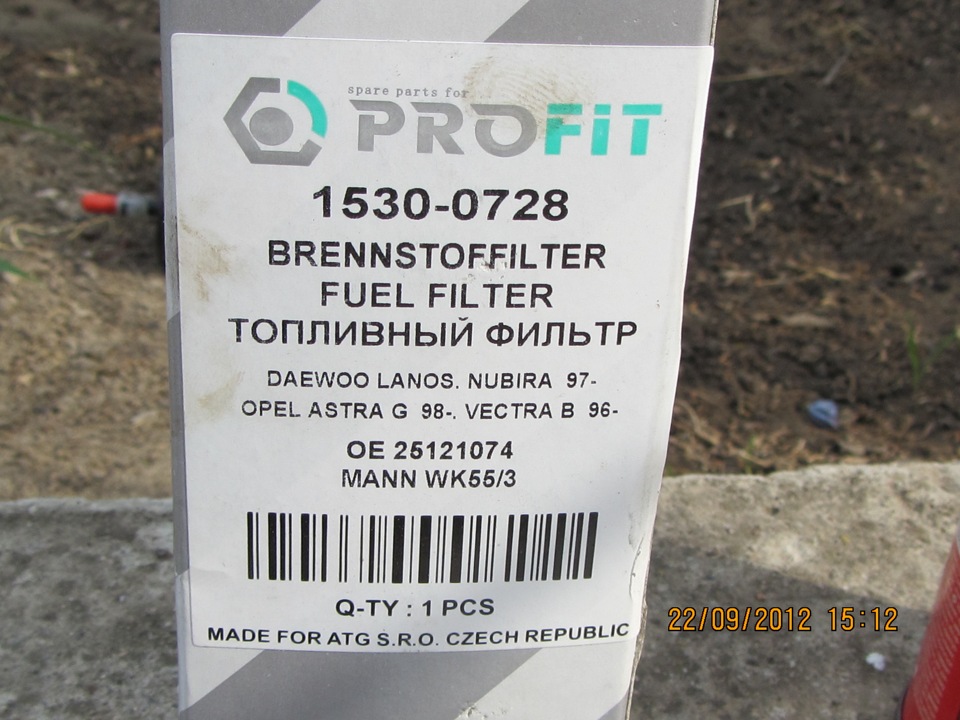 spare parts for
PROFiT
1530-0728
BRENNSTOFFILTER
FUEL FILTER
ТОПЛИВНЫЙ ФИЛЬТР
DAEWOO LANOS. NUBIRA 97-
OPEL ASTRA G 98-. VECTRA B 96-
OE 25121074
MANN WK55/3
Q-TY : 1 PCS
MADE FOR ATG S.R.O. CZECH REPUBLIC
22/09/2012 15:12